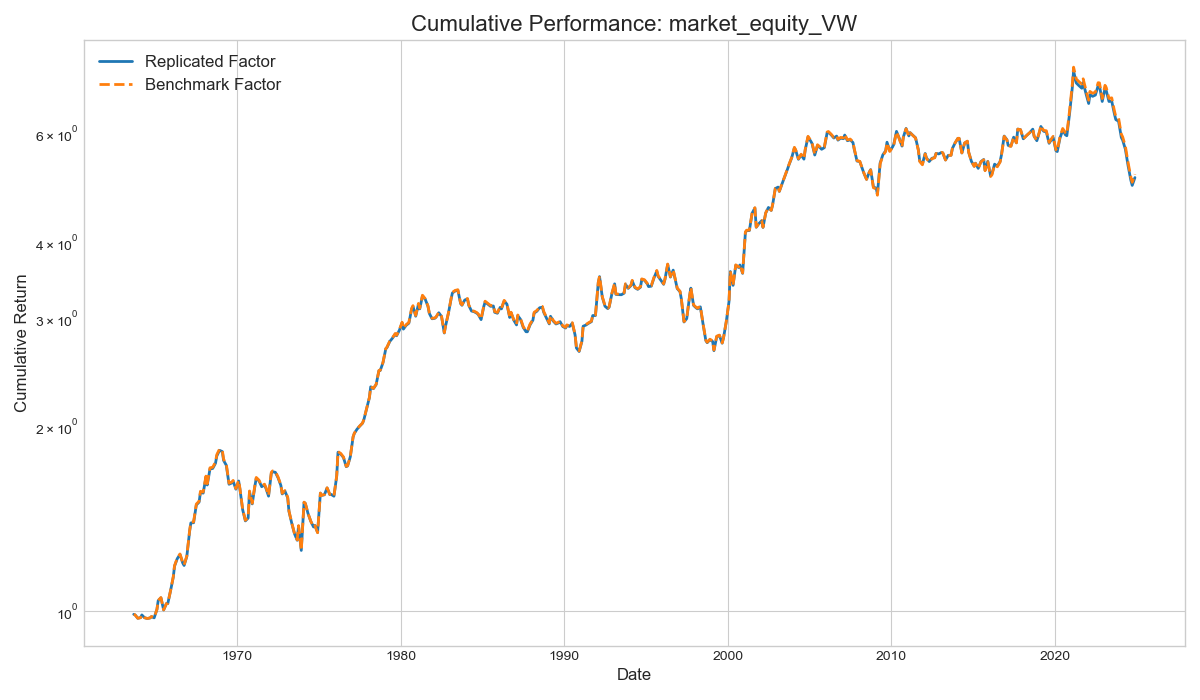 Cumulative Performance: market_equity_VW
Replicated Factor
Benchmark Factor
6 × 10⁰
4 × 10⁰
3 × 10⁰
2 × 10⁰
10⁰
Cumulative Return
1970 1980 1990 2000 2010 2020
Date